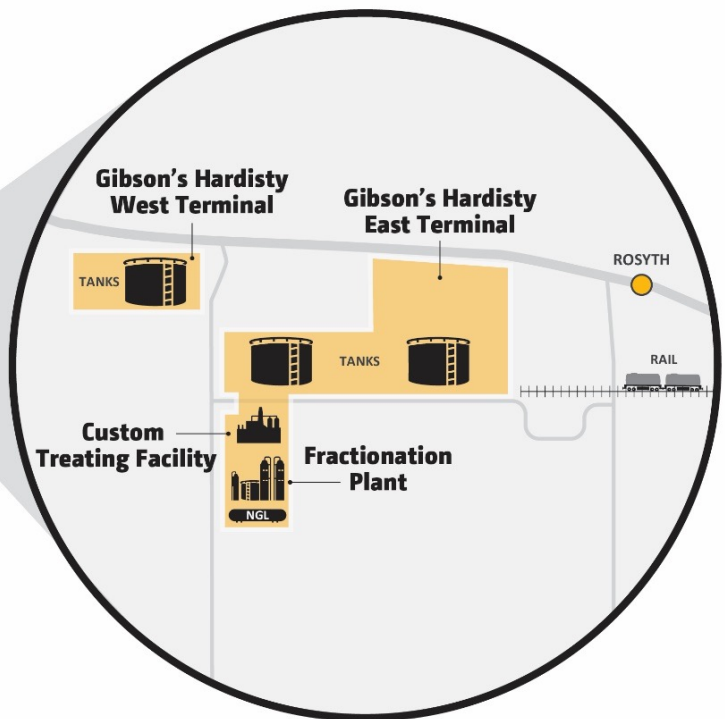 Gibson's Hardisty
West Terminal
Gibson's Hardisty
East Terminal
ROSYTH
TANKS
TANKS
RAIL
Custom
Treating Facility
Fractionation
Plant
NGL